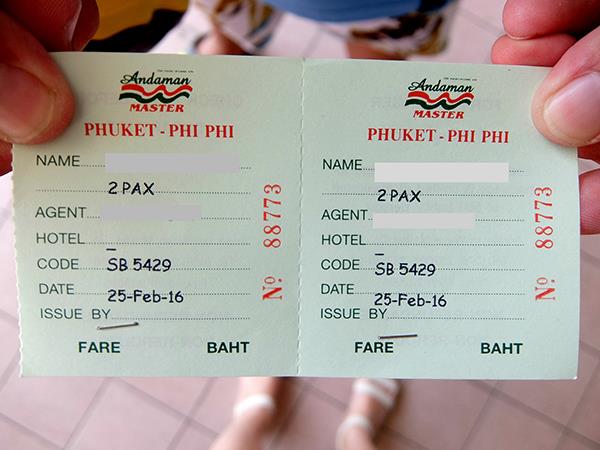 Andaman
MASTER
PHUKET - PHI PHI
NAME
2 PAX
AGENT
HOTEL –
CODE SB 5429
DATE 25-Feb-16
ISSUE BY
FARE BAHT
Nº 88773
Andaman
MASTER
PHUKET - PHI PHI
NAME
2 PAX
AGENT
HOTEL –
CODE SB 5429
DATE 25-Feb-16
ISSUE BY
FARE BAHT
Nº 88773